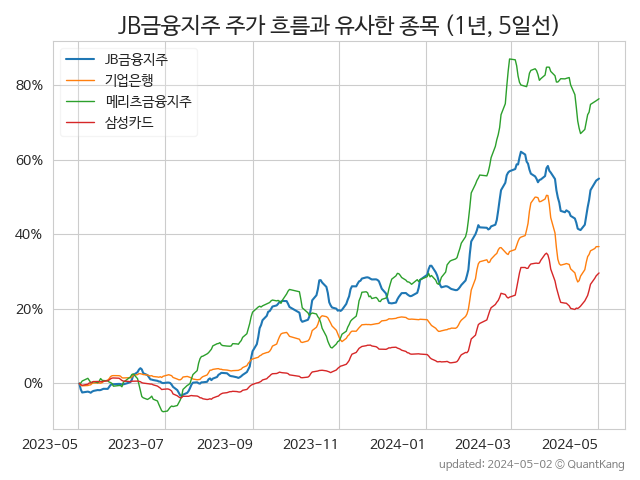 JB금융지주 주가 흐름과 유사한 종목 (1년, 5일선)
JB금융지주
기업은행
메리츠금융지주
삼성카드
80%
60%
40%
20%
0%
2023-05 2023-07 2023-09 2023-11 2024-01 2024-03 2024-05
updated: 2024-05-02 © QuantKang